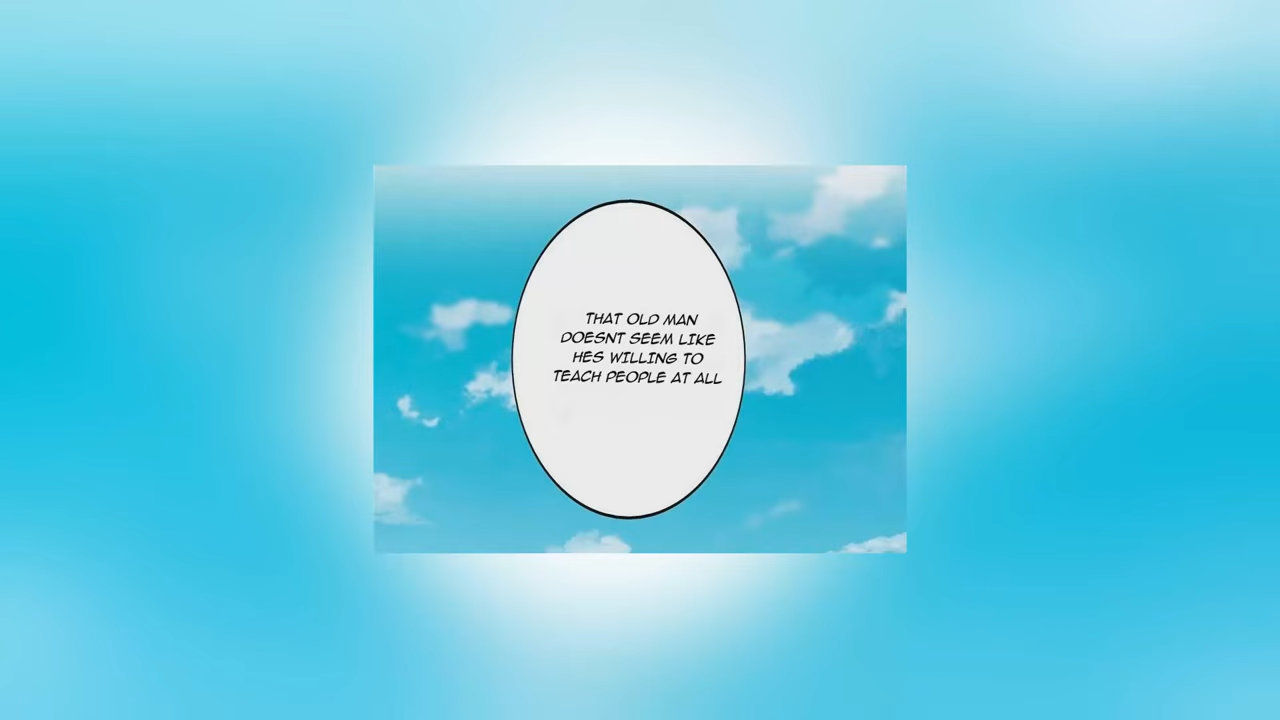 THAT OLD MAN
DOESNT SEEM LIKE
HES WILLING TO
TEACH PEOPLE AT ALL